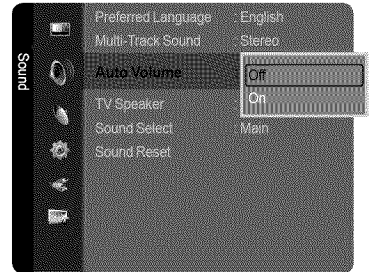 Sound
Preferred Language : English
Multi-Track Sound : Stereo
Auto Volume
Off
On
TV Speaker
Sound Select : Main
Sound Reset